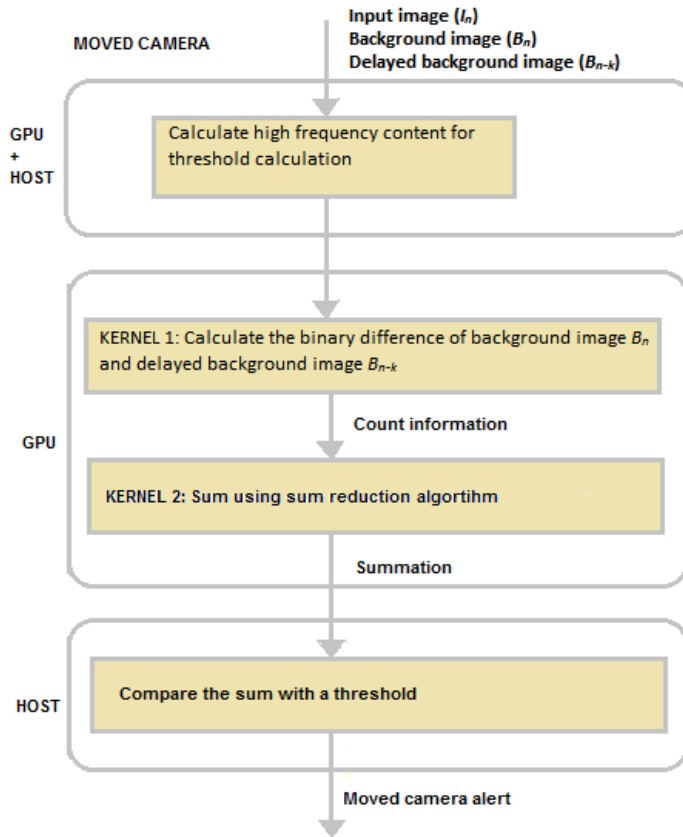 Input image (In)
MOVED CAMERA
Background image (Bn)
Delayed background image (Bn-k)
GPU
+
HOST
Calculate high frequency content for
threshold calculation
KERNEL 1: Calculate the binary difference of background image Bn
and delayed background image Bn-k
Count information
GPU
KERNEL 2: Sum using sum reduction algortihm
Summation
HOST
Compare the sum with a threshold
Moved camera alert